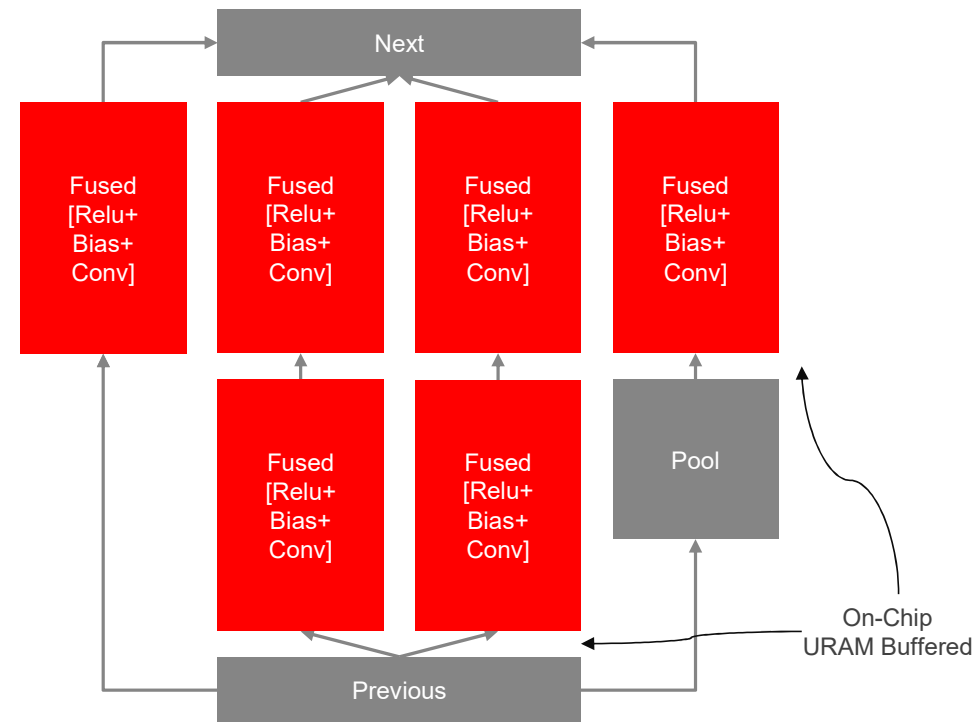 Next
Fused
[Relu+
Bias+
Conv]
Fused
[Relu+
Bias+
Conv]
Fused
[Relu+
Bias+
Conv]
Fused
[Relu+
Bias+
Conv]
Fused
[Relu+
Bias+
Conv]
Fused
[Relu+
Bias+
Conv]
Pool
On-Chip
URAM Buffered
Previous